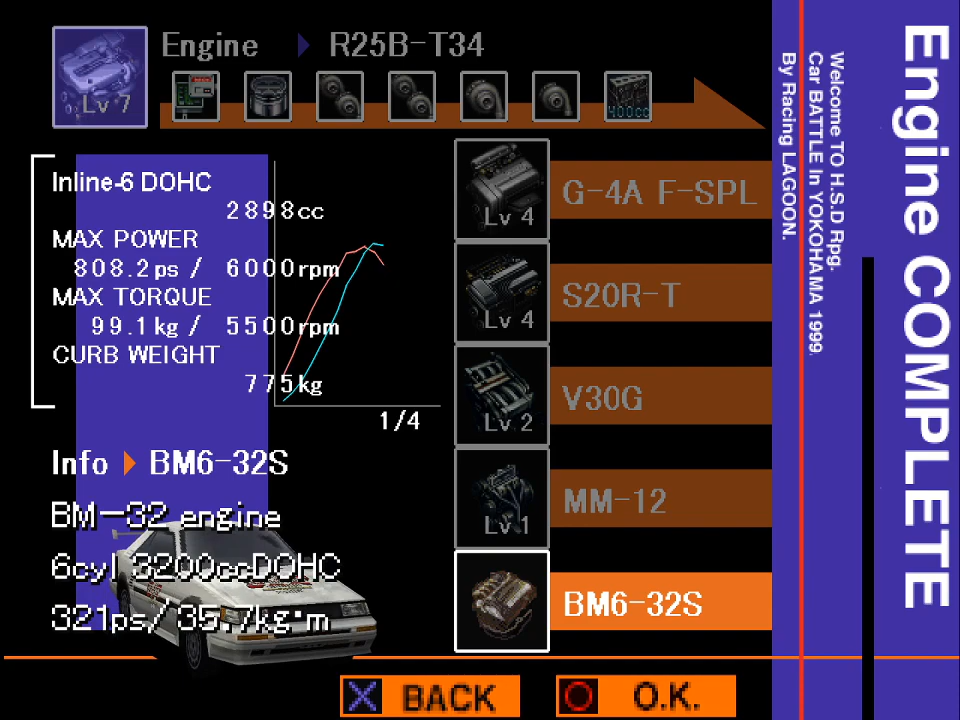 Engine R25B-T34
Lv 7
400cc
Inline-6 DOHC
2898cc
MAX POWER
808.2ps / 6000rpm
MAX TORQUE
99.1kg / 5500rpm
CURB WEIGHT
775kg
1/4
Info BM6-32S
BM-32 engine
6cyl 3200ccDOHC
321ps/35.7kg·m
Lv 4
G-4A F-SPL
Lv 4
S20R-T
Lv 2
V30G
Lv 1
MM-12
BM6-32S
X BACK
O O.K.
Engine COMPLETE
Welcome TO H.S.D Rpg.
Car BATTLE In YOKOHAMA 1999.
By Racing LAGOON.